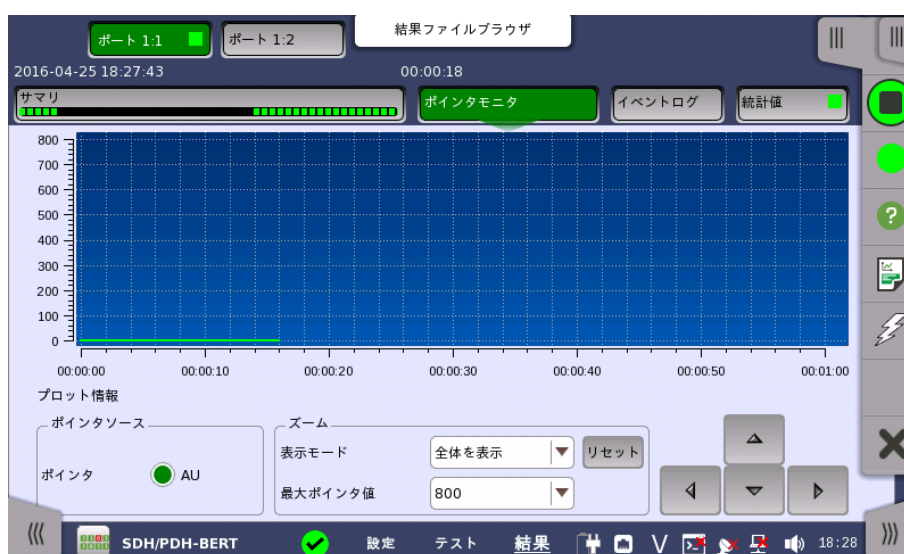 ポート 1:1 ポート 1:2 結果ファイルブラウザ
2016-04-25 18:27:43 00:00:18
サマリ ポインタモニタ イベントログ 統計値
800
700
600
500
400
300
200
100
0
00:00:00 00:00:10 00:00:20 00:00:30 00:00:40 00:00:50 00:01:00
プロット情報
ポインタソース ズーム
表示モード 全体を表示 リセット
ポインタ AU
最大ポインタ値 800
SDH/PDH-BERT 設定 テスト 結果 18:28